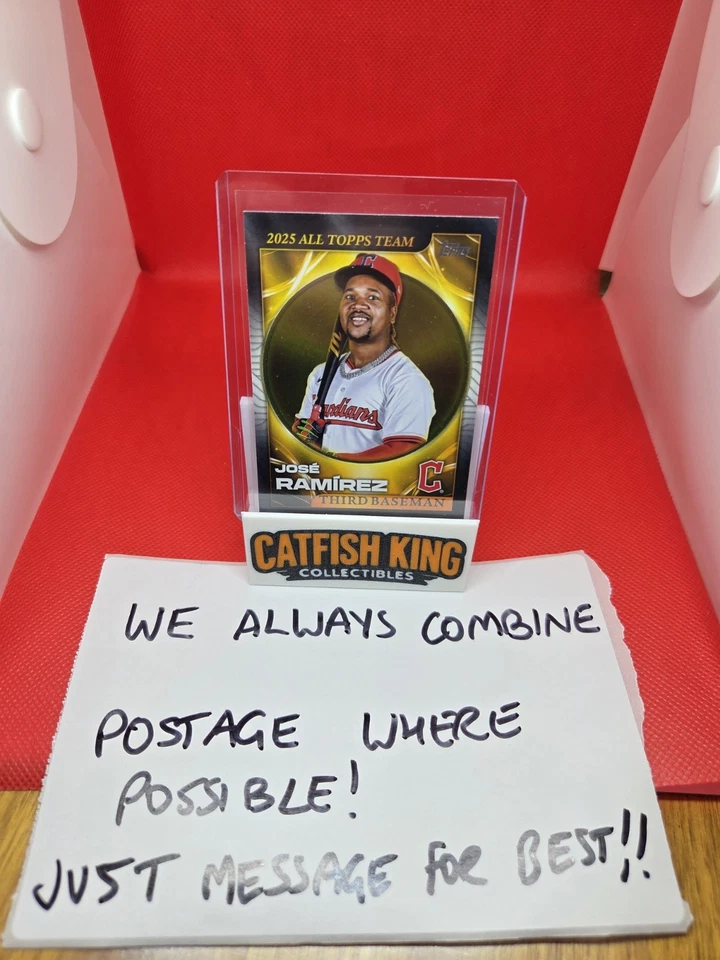 2025 ALL TOPPS TEAM
Topps
C
Guardians
JOSÉ
RAMÍREZ
C
THIRD BASEMAN
CATFISH KING
COLLECTIBLES
WE ALWAYS COMBINE
POSTAGE WHERE
POSSIBLE!
JUST MESSAGE FOR BEST!!